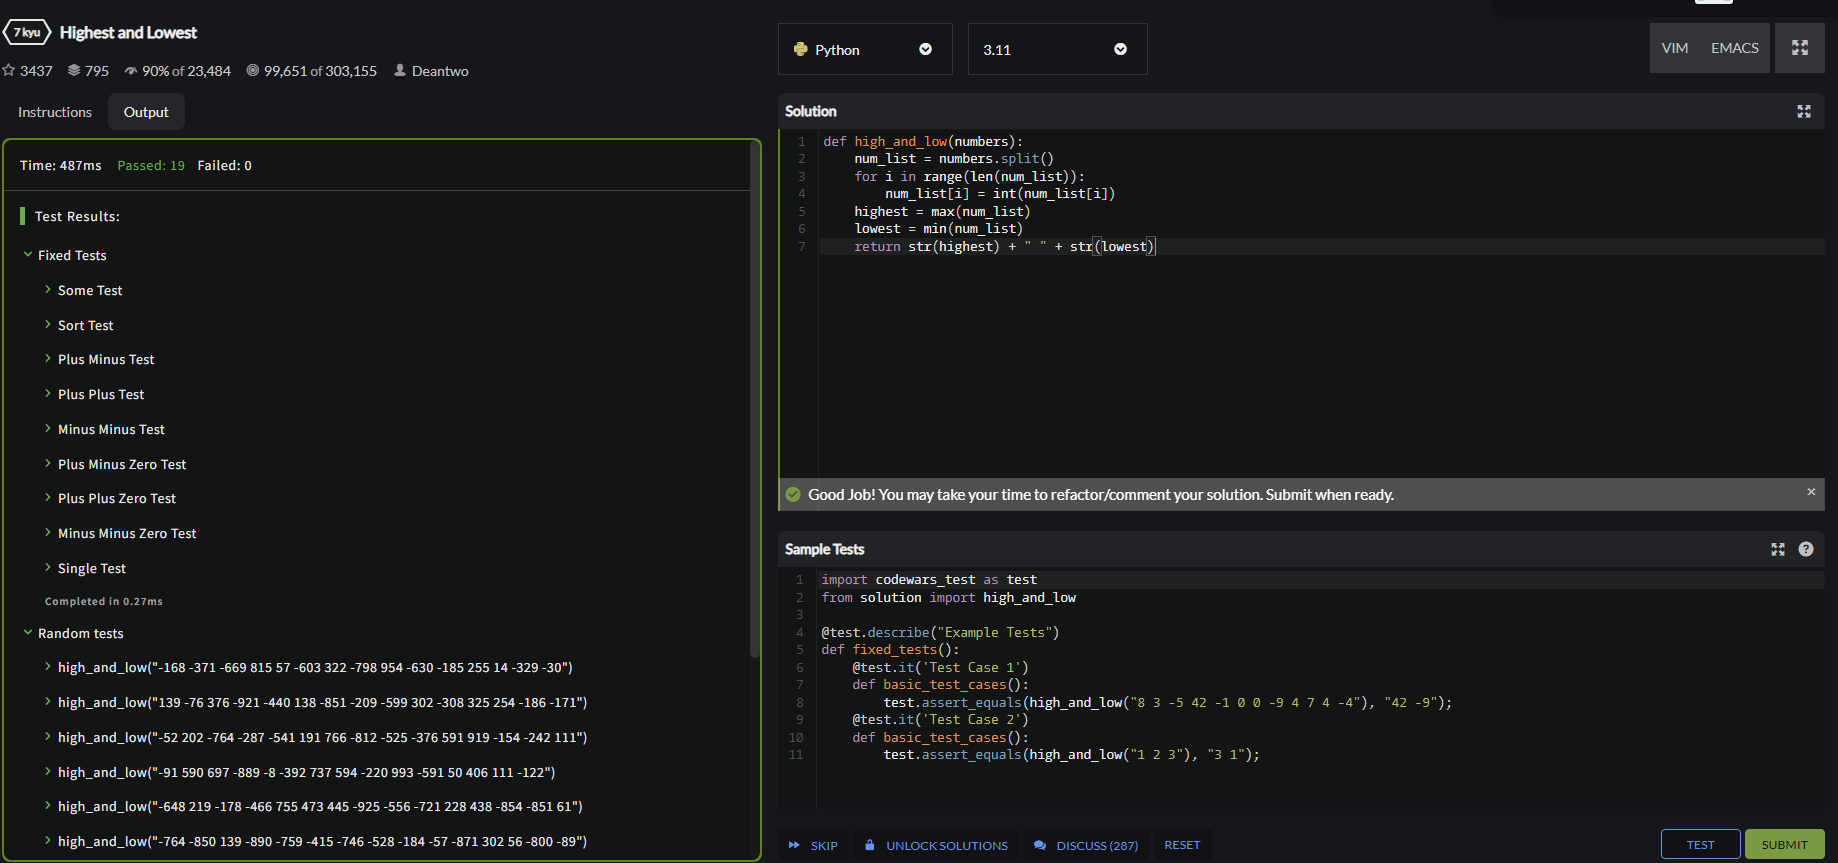 7 kyu Highest and Lowest
3437 795 90% of 23,484 99,651 of 303,155 Deantwo
Instructions Output
Time: 487ms Passed: 19 Failed: 0
Test Results:
Fixed Tests
Some Test
Sort Test
Plus Minus Test
Plus Plus Test
Minus Minus Test
Plus Minus Zero Test
Plus Plus Zero Test
Minus Minus Zero Test
Single Test
Completed in 0.27ms
Random tests
high_and_low("-168 -371 -669 815 57 -603 322 -798 954 -630 -185 255 14 -329 -30")
high_and_low("139 -76 376 -921 -440 138 -851 -209 -599 302 -308 325 254 -186 -171")
high_and_low("-52 202 -764 -287 -541 191 766 -812 -525 -376 591 919 -154 -242 111")
high_and_low("-91 590 697 -889 -8 -392 737 594 -220 993 -591 50 406 111 -122")
high_and_low("-648 219 -178 -466 755 473 445 -925 -556 -721 228 438 -854 -851 61")
high_and_low("-764 -850 139 -890 -759 -415 -746 -528 -184 -57 -871 302 56 -800 -89")
Python 3.11 VIM EMACS
Solution
1 def high_and_low(numbers):
2     num_list = numbers.split()
3     for i in range(len(num_list)):
4         num_list[i] = int(num_list[i])
5     highest = max(num_list)
6     lowest = min(num_list)
7     return str(highest) + " " + str(lowest)
Good Job! You may take your time to refactor/comment your solution. Submit when ready. ×
Sample Tests ?
1 import codewars_test as test
2 from solution import high_and_low
3
4 @test.describe("Example Tests")
5 def fixed_tests():
6     @test.it('Test Case 1')
7     def basic_test_cases():
8         test.assert_equals(high_and_low("8 3 -5 42 -1 0 0 -9 4 7 4 -4"), "42 -9");
9     @test.it('Test Case 2')
10     def basic_test_cases():
11         test.assert_equals(high_and_low("1 2 3"), "3 1");
SKIP UNLOCK SOLUTIONS DISCUSS (287) RESET TEST SUBMIT